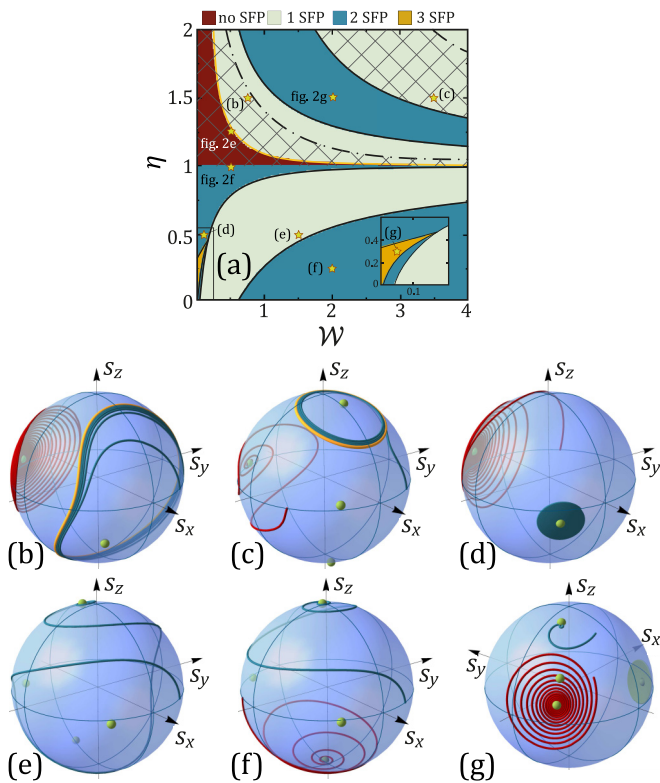 no SFP 1 SFP 2 SFP 3 SFP
2
1.5
1
0.5
0
η
(b)
fig. 2g
(c)
fig. 2e
fig. 2f
(d)
(e)
(g)
0.4
0.2
0
0.1
(a)
(f)
1 2 3 4
𝒲
s_z
s_y
s_x
(b)
s_z
s_y
s_x
(c)
s_z
s_y
s_x
(d)
s_z
s_y
s_x
(e)
s_z
s_y
s_x
(f)
s_z
s_x
s_y
(g)